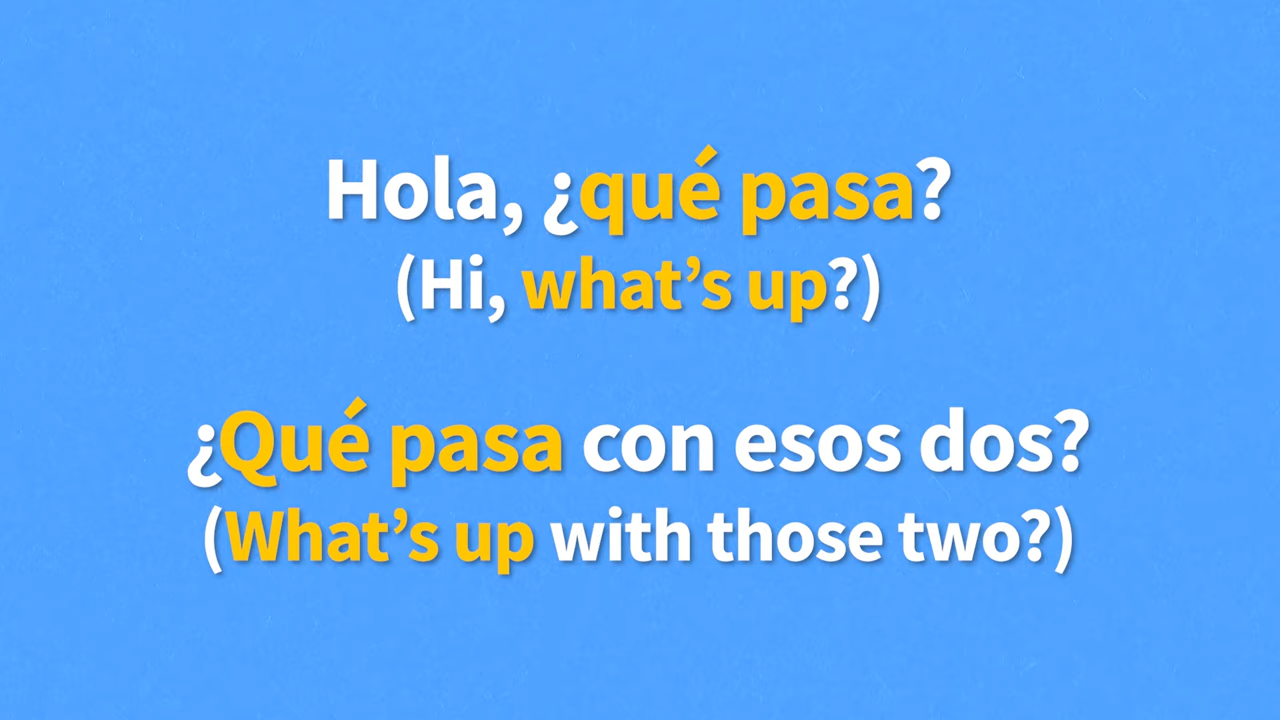 Hola, ¿qué pasa?
(Hi, what’s up?)
¿Qué pasa con esos dos?
(What’s up with those two?)